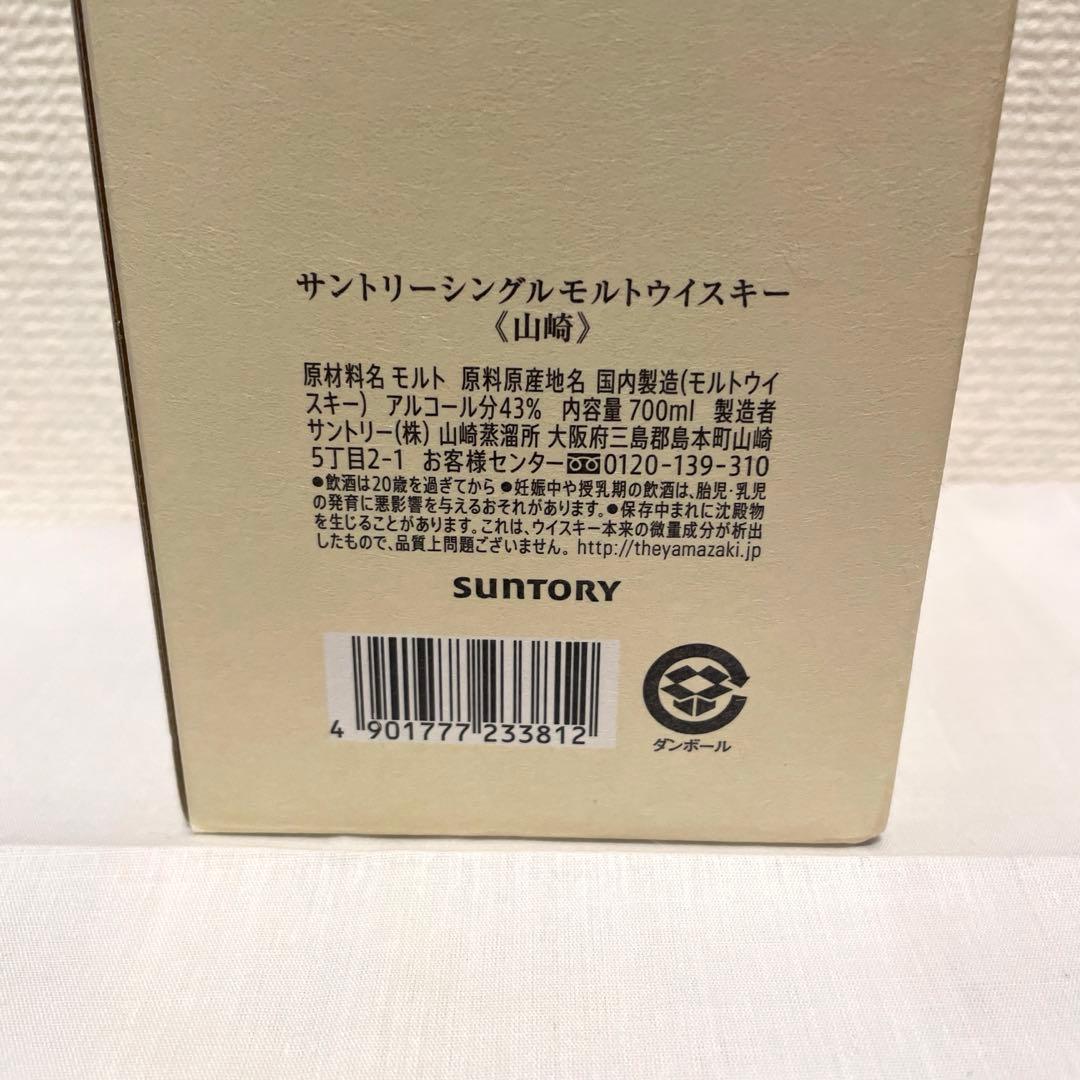 サントリーシングルモルトウイスキー
《山崎》
原材料名 モルト 原料原産地名 国内製造(モルトウイ
スキー) アルコール分43% 内容量 700ml 製造者
サントリー(株) 山崎蒸溜所 大阪府三島郡島本町山崎
5丁目2-1 お客様センター 0120-139-310
●飲酒は20歳を過ぎてから ●妊娠中や授乳期の飲酒は、胎児・乳児
の発育に悪影響を与えるおそれがあります。●保存中まれに沈殿物
を生じることがあります。これは、ウイスキー本来の微量成分が析出
したもので、品質上問題ございません。 http://theyamazaki.jp
SUNTORY
4 901777 233812
ダンボール